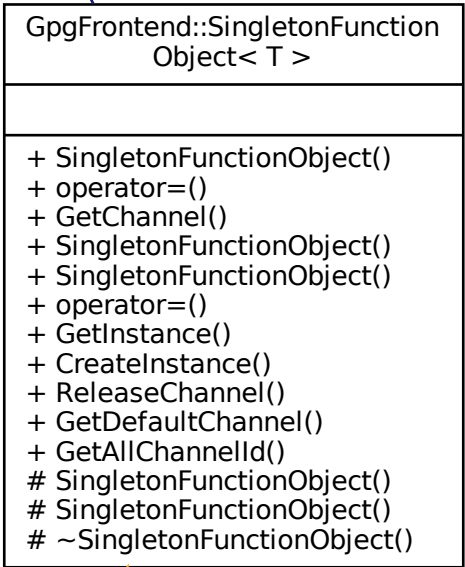 GpgFrontend::SingletonFunction
Object< T >
+ SingletonFunctionObject()
+ operator=()
+ GetChannel()
+ SingletonFunctionObject()
+ SingletonFunctionObject()
+ operator=()
+ GetInstance()
+ CreateInstance()
+ ReleaseChannel()
+ GetDefaultChannel()
+ GetAllChannelId()
# SingletonFunctionObject()
# SingletonFunctionObject()
# ~SingletonFunctionObject()